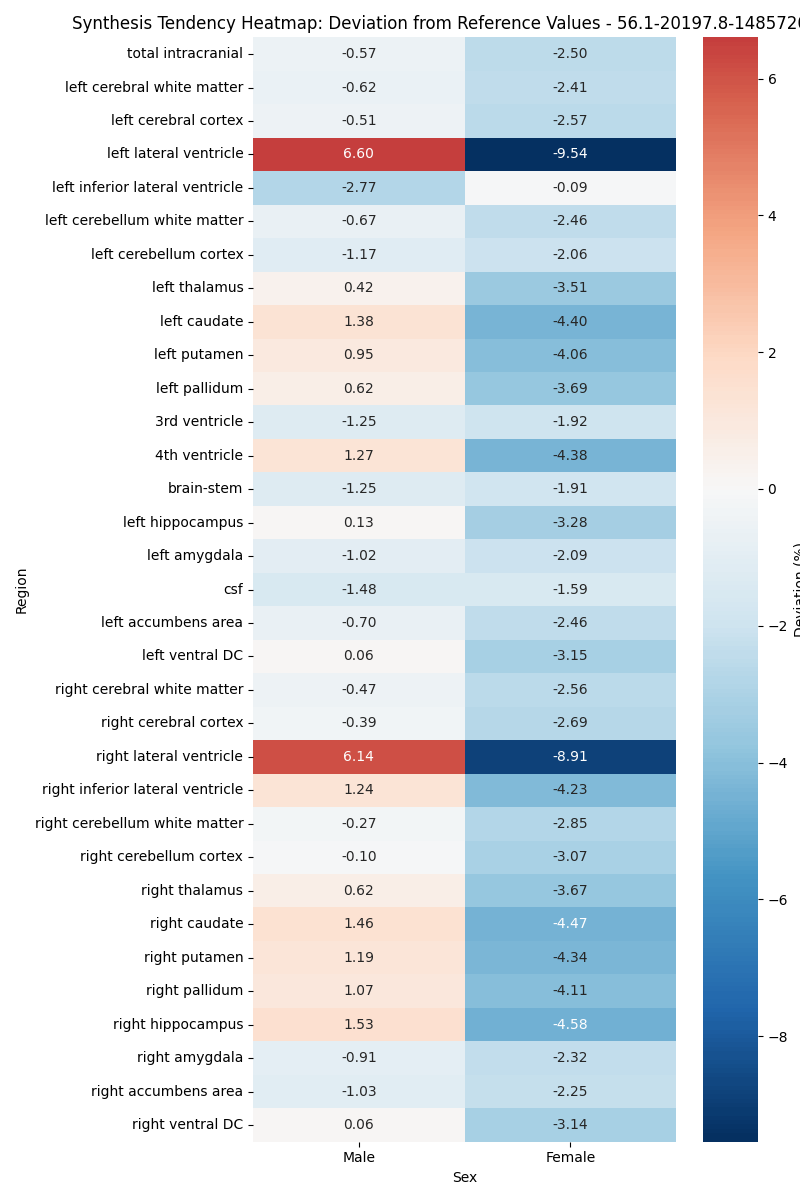 Synthesis Tendency Heatmap: Deviation from Reference Values - 56.1-20197.8-1485726
total intracranial -0.57 -2.50
left cerebral white matter -0.62 -2.41
left cerebral cortex -0.51 -2.57
left lateral ventricle 6.60 -9.54
left inferior lateral ventricle -2.77 -0.09
left cerebellum white matter -0.67 -2.46
left cerebellum cortex -1.17 -2.06
left thalamus 0.42 -3.51
left caudate 1.38 -4.40
left putamen 0.95 -4.06
left pallidum 0.62 -3.69
3rd ventricle -1.25 -1.92
4th ventricle 1.27 -4.38
brain-stem -1.25 -1.91
left hippocampus 0.13 -3.28
left amygdala -1.02 -2.09
csf -1.48 -1.59
left accumbens area -0.70 -2.46
left ventral DC 0.06 -3.15
right cerebral white matter -0.47 -2.56
right cerebral cortex -0.39 -2.69
right lateral ventricle 6.14 -8.91
right inferior lateral ventricle 1.24 -4.23
right cerebellum white matter -0.27 -2.85
right cerebellum cortex -0.10 -3.07
right thalamus 0.62 -3.67
right caudate 1.46 -4.47
right putamen 1.19 -4.34
right pallidum 1.07 -4.11
right hippocampus 1.53 -4.58
right amygdala -0.91 -2.32
right accumbens area -1.03 -2.25
right ventral DC 0.06 -3.14
Male Female
Sex
Region
6
4
2
0
−2
−4
−6
−8
Deviation (%)